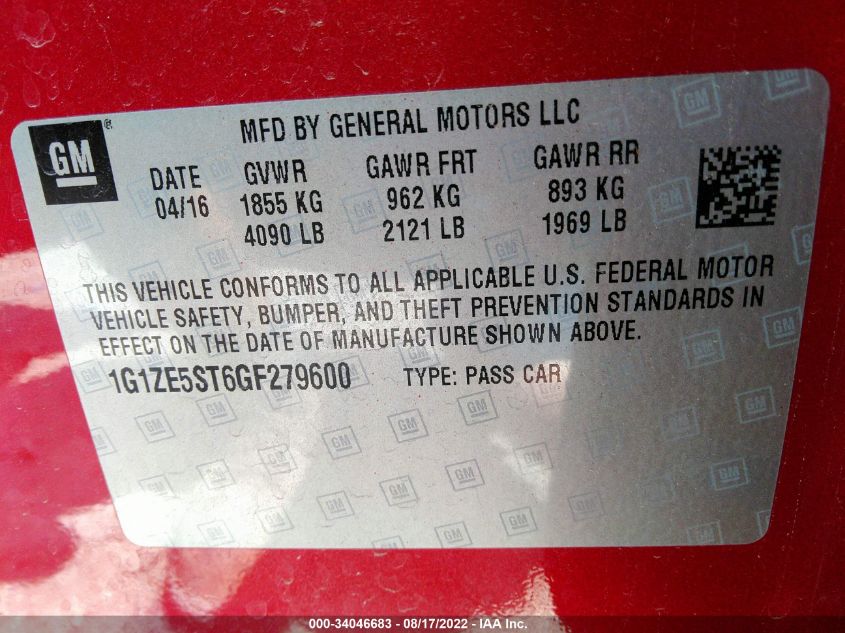 GM ®
MFD BY GENERAL MOTORS LLC
DATE GVWR GAWR FRT GAWR RR
04/16 1855 KG 962 KG 893 KG
4090 LB 2121 LB 1969 LB
THIS VEHICLE CONFORMS TO ALL APPLICABLE U.S. FEDERAL MOTOR
VEHICLE SAFETY, BUMPER, AND THEFT PREVENTION STANDARDS IN
EFFECT ON THE DATE OF MANUFACTURE SHOWN ABOVE.
1G1ZE5ST6GF279600 TYPE: PASS CAR
000-34046683 - 08/17/2022 - IAA Inc.